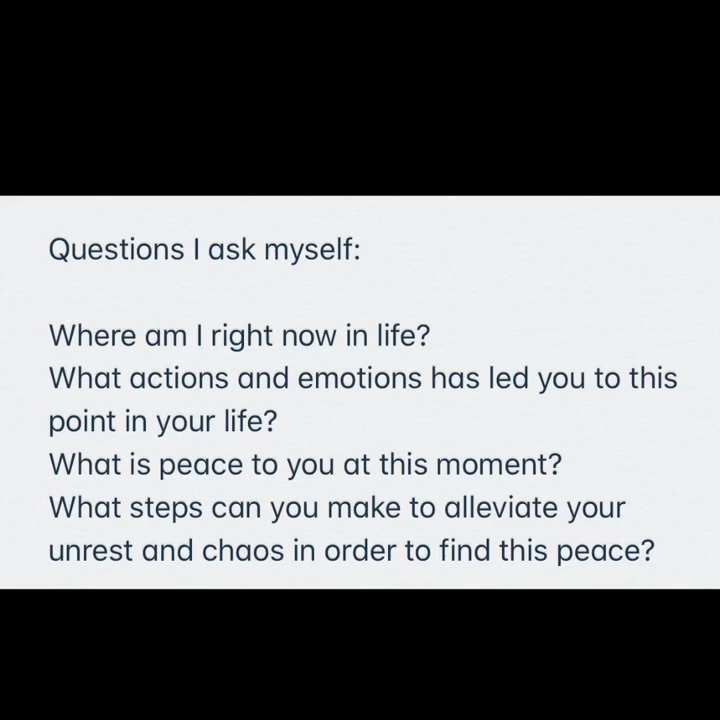 Questions I ask myself:
Where am I right now in life?
What actions and emotions has led you to this
point in your life?
What is peace to you at this moment?
What steps can you make to alleviate your
unrest and chaos in order to find this peace?